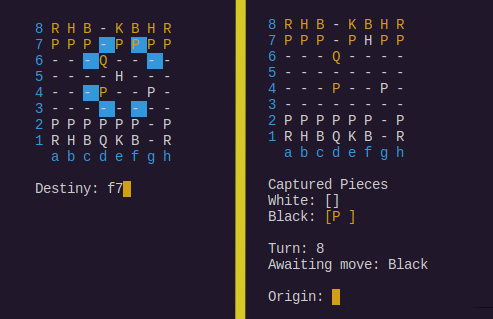 8 R H B - K B H R
7 P P P - P P P P
6 - - - Q - - - -
5 - - - - H - - -
4 - - - P - - P -
3 - - - - - - - -
2 P P P P P P - P
1 R H B Q K B - R
a b c d e f g h
Destiny: f7
8 R H B - K B H R
7 P P P - P H P P
6 - - - Q - - - -
5 - - - - - - - -
4 - - - P - - P -
3 - - - - - - - -
2 P P P P P P - P
1 R H B Q K B - R
a b c d e f g h
Captured Pieces
White: []
Black: [P ]
Turn: 8
Awaiting move: Black
Origin: